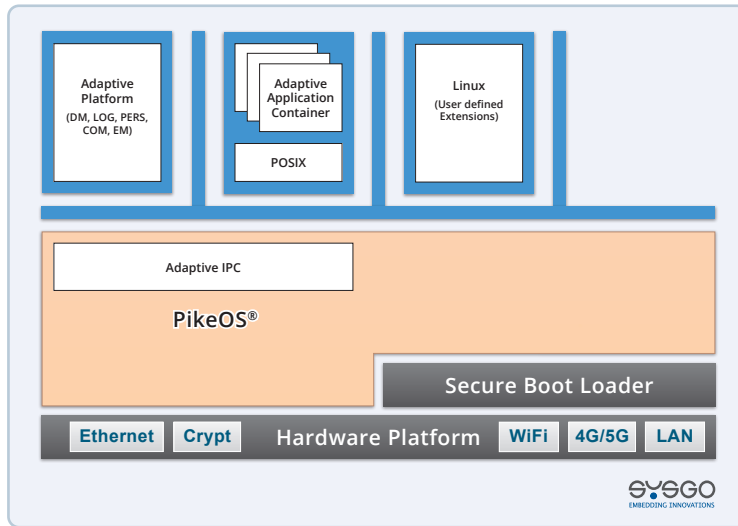 Adaptive
Platform
(DM, LOG, PERS,
COM, EM)
Adaptive
Application
Container
POSIX
Linux
(User defined
Extensions)
Adaptive IPC
PikeOS®
Secure Boot Loader
Ethernet
Crypt
Hardware Platform
WiFi
4G/5G
LAN
SYSGO
EMBEDDING INNOVATIONS